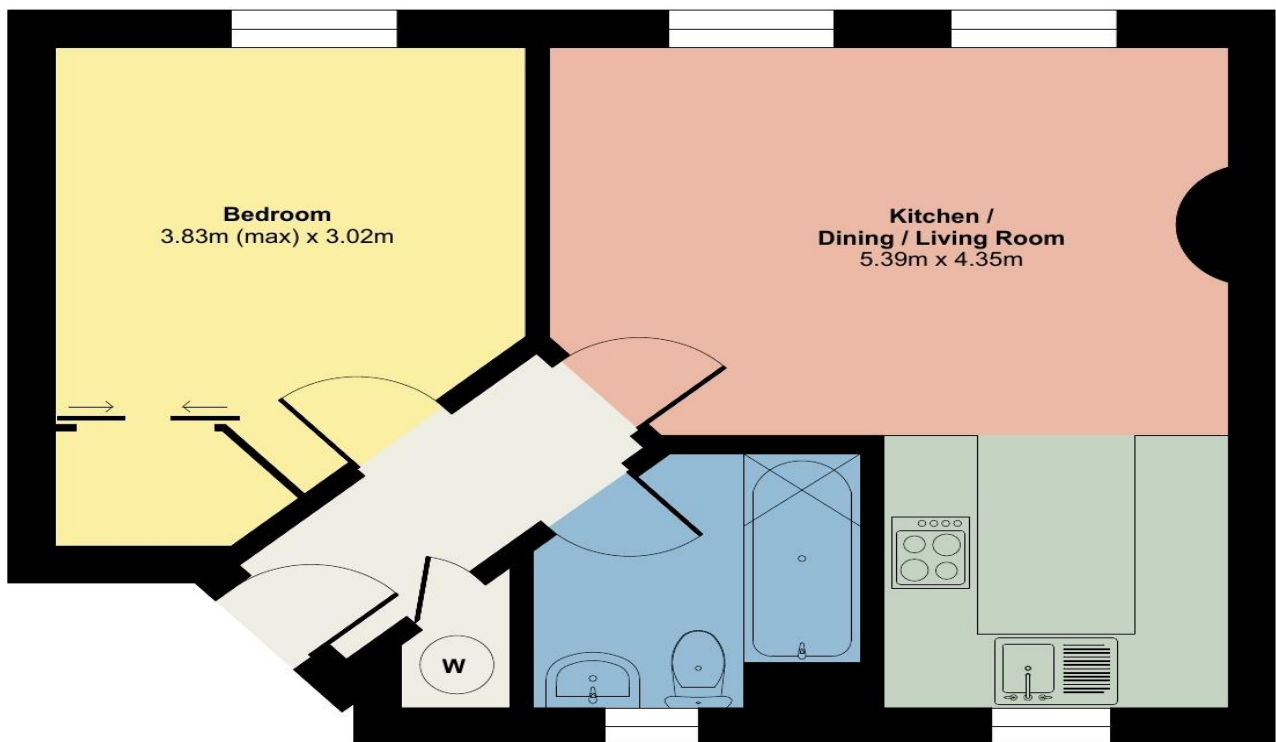 Bedroom
3.83m (max) x 3.02m
Kitchen /
Dining / Living Room
5.39m x 4.35m
W